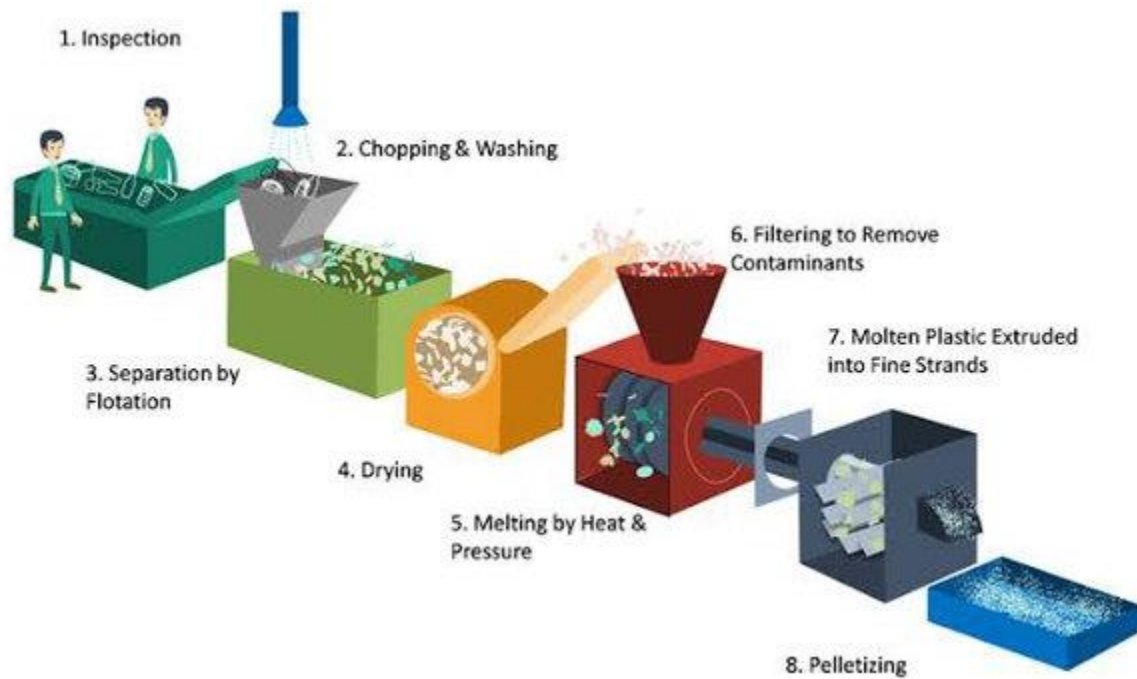 1. Inspection
2. Chopping & Washing
3. Separation by
Flotation
4. Drying
5. Melting by Heat &
Pressure
6. Filtering to Remove
Contaminants
7. Molten Plastic Extruded
into Fine Strands
8. Pelletizing